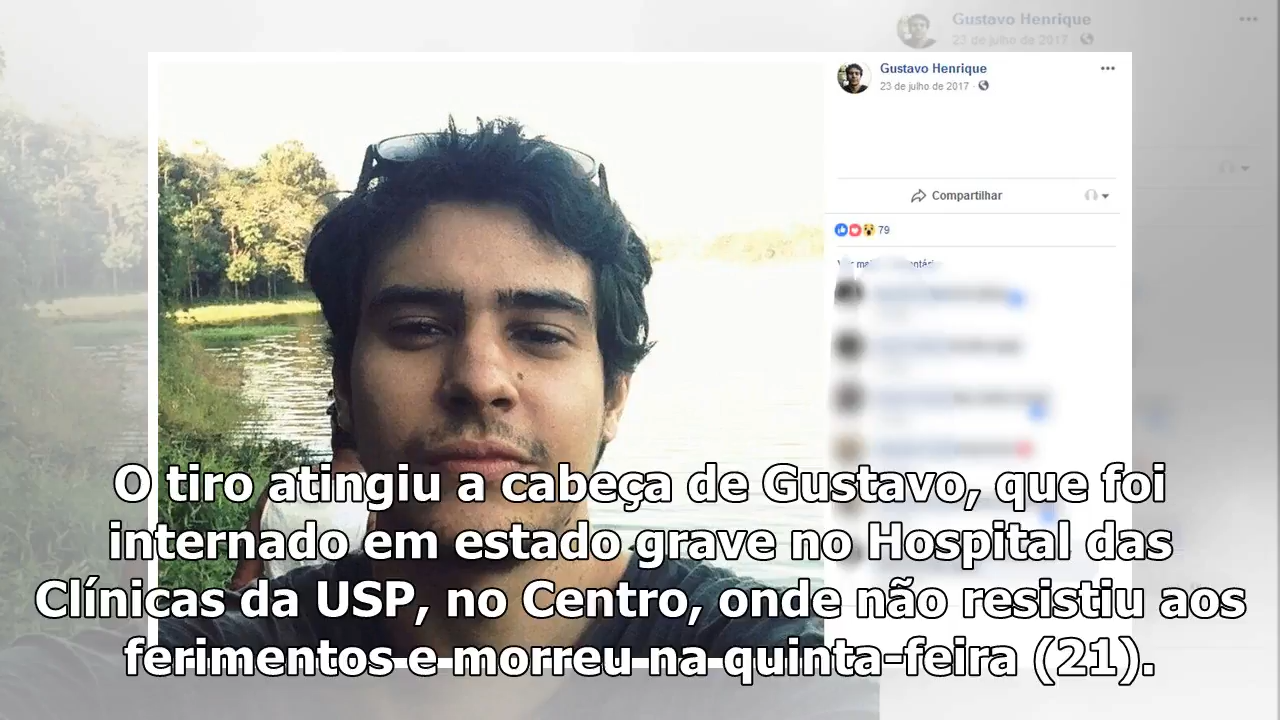 Gustavo Henrique
23 de julho de 2017
Gustavo Henrique
23 de julho de 2017
Compartilhar
79
O tiro atingiu a cabeça de Gustavo, que foi
internado em estado grave no Hospital das
Clínicas da USP, no Centro, onde não resistiu aos
ferimentos e morreu na quinta-feira (21).